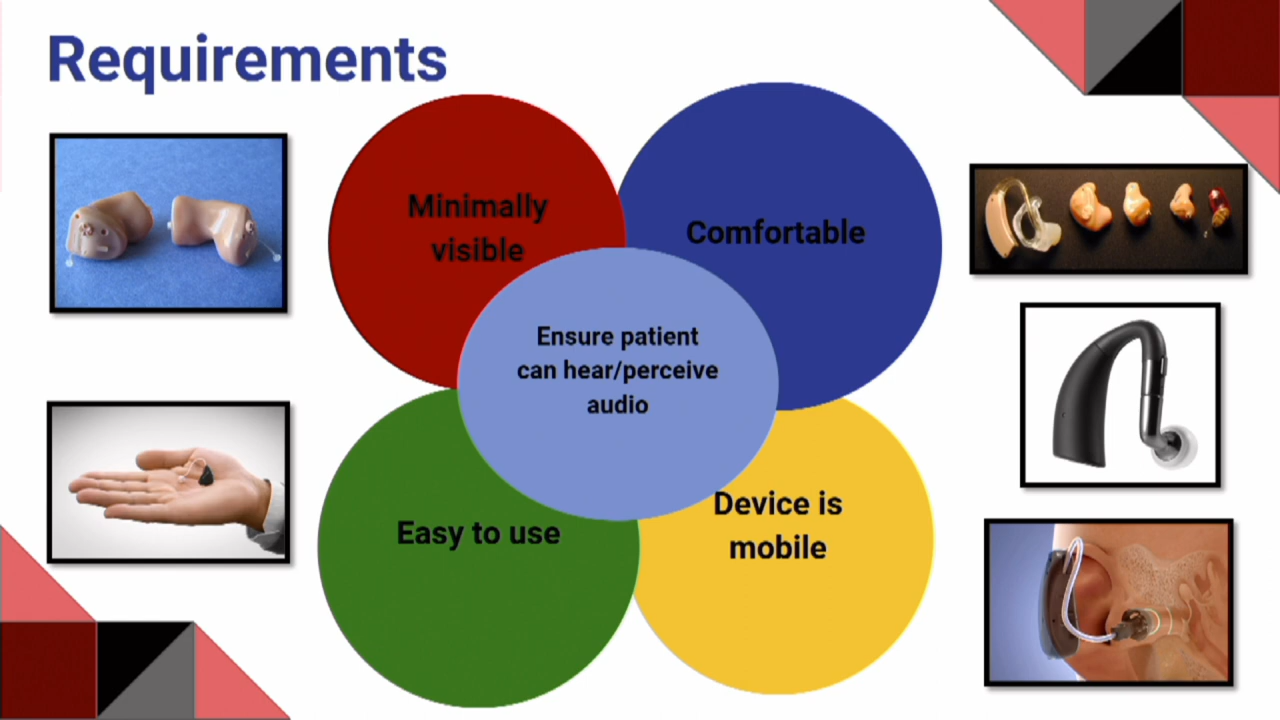 Requirements
Minimally
visible
Comfortable
Ensure patient
can hear/perceive
audio
Easy to use
Device is
mobile